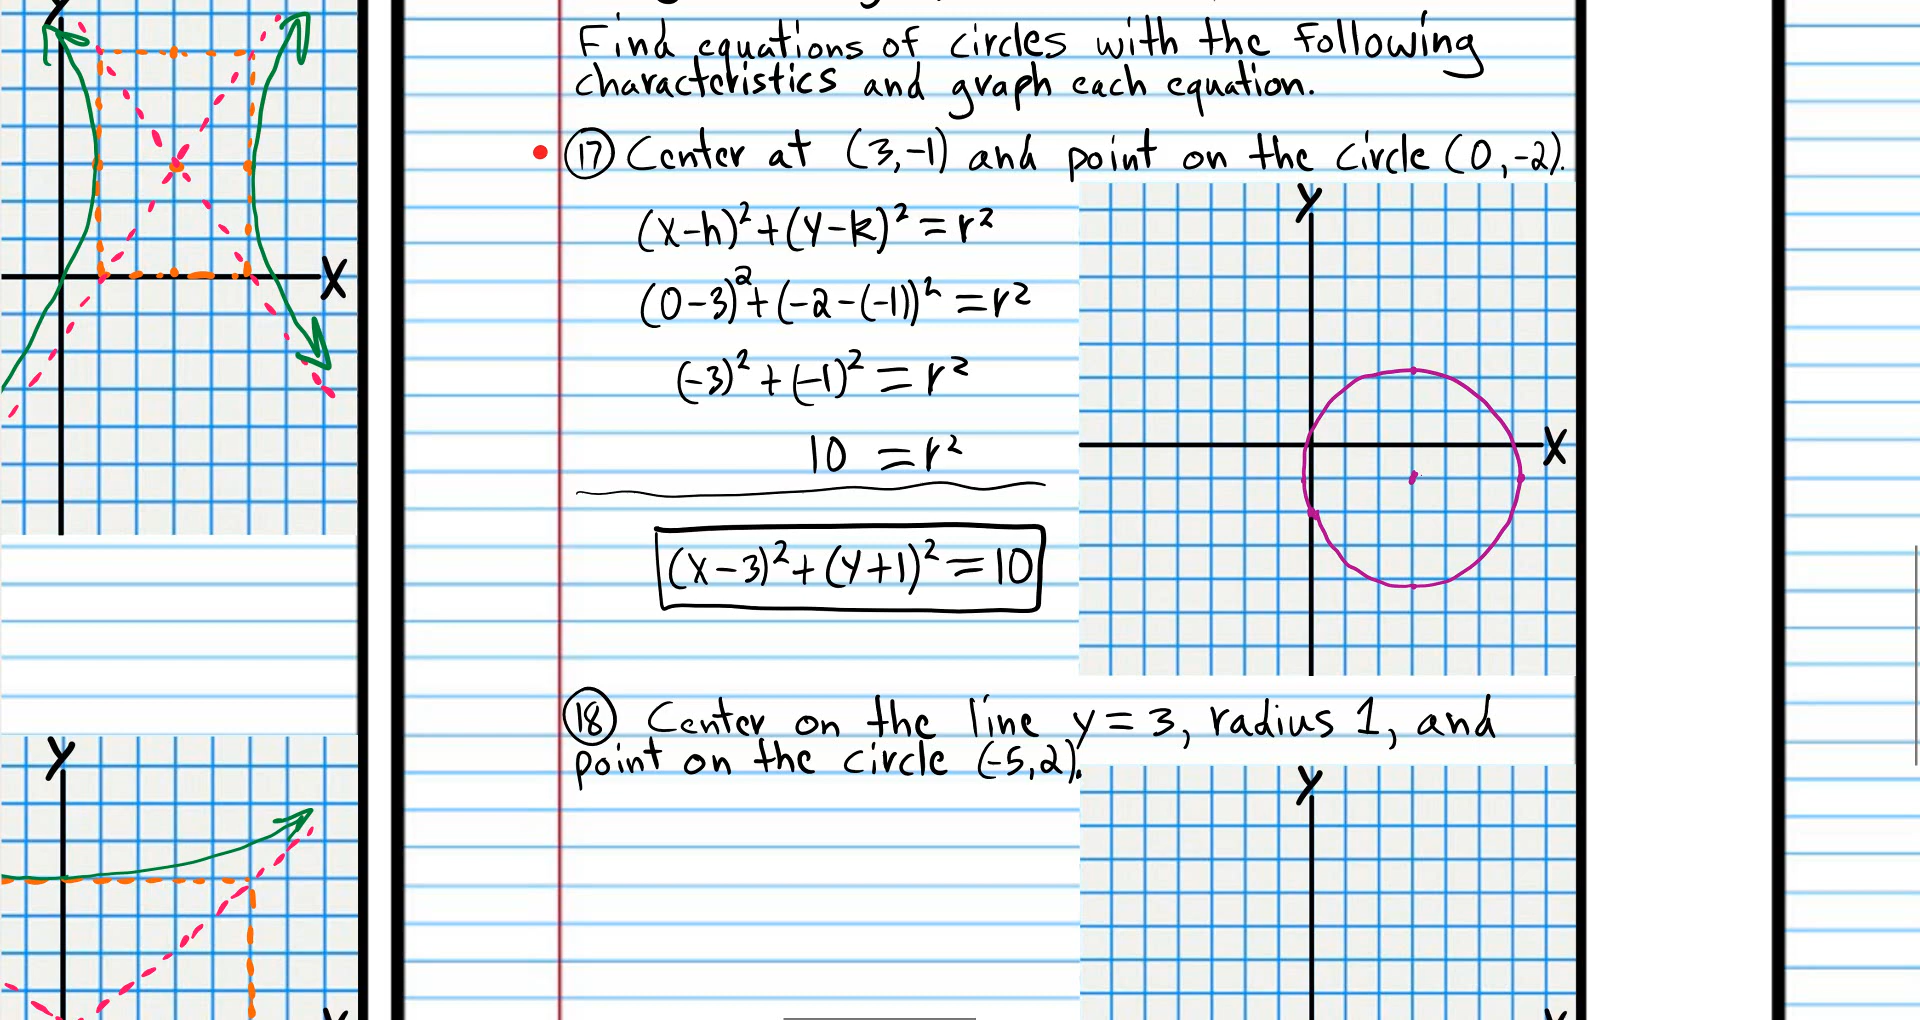 Find equations of circles with the following
characteristics and graph each equation.
⑰ Center at (3,-1) and point on the circle (0,-2).
(x-h)²+(y-k)²=r²
(0-3)²+(-2-(-1))²=r²
(-3)²+(-1)²=r²
10 =r²
(x-3)²+(y+1)²=10
y
x
⑱ Center on the line y=3, radius 1, and
point on the circle (-5,2).
y
x
y
y